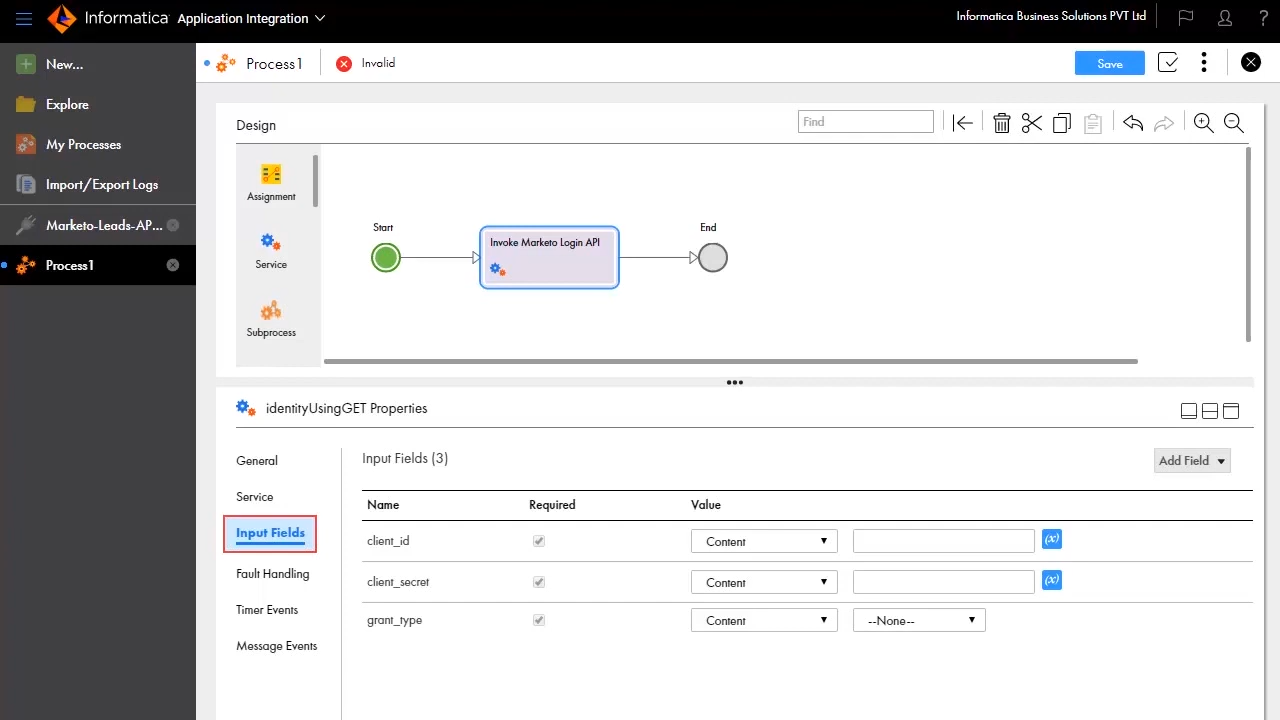 Informatica Application Integration
Informatica Business Solutions PVT Ltd
?
New...
Explore
My Processes
Import/Export Logs
Marketo-Leads-AP...
Process1
Process1
Invalid
Save
Design
Find
Assignment
Service
Subprocess
Start
Invoke Marketo Login API
End
identityUsingGET Properties
General
Service
Input Fields
Fault Handling
Timer Events
Message Events
Input Fields (3)
Add Field
Name Required Value
client_id Content (x)
client_secret Content (x)
grant_type Content --None--